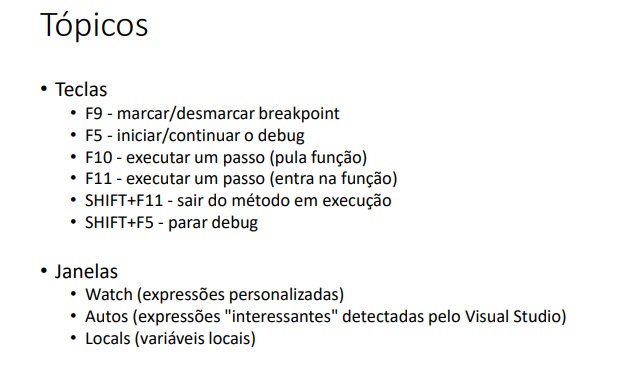 Tópicos
• Teclas
• F9 - marcar/desmarcar breakpoint
• F5 - iniciar/continuar o debug
• F10 - executar um passo (pula função)
• F11 - executar um passo (entra na função)
• SHIFT+F11 - sair do método em execução
• SHIFT+F5 - parar debug
• Janelas
• Watch (expressões personalizadas)
• Autos (expressões "interessantes" detectadas pelo Visual Studio)
• Locals (variáveis locais)